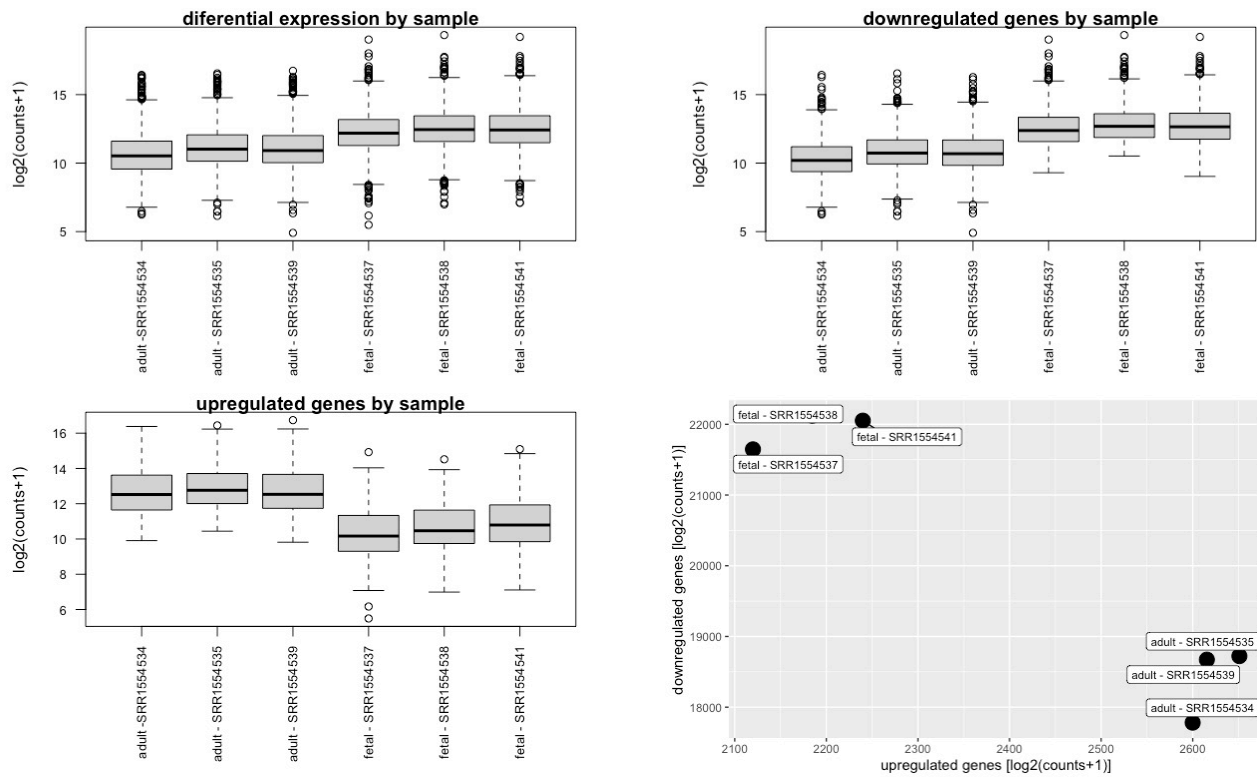 diferential expression by sample
log2(counts+1)
15
10
5
adult -SRR1554534
adult - SRR1554535
adult - SRR1554539
fetal - SRR1554537
fetal - SRR1554538
fetal - SRR1554541
downregulated genes by sample
log2(counts+1)
15
10
5
adult -SRR1554534
adult - SRR1554535
adult - SRR1554539
fetal - SRR1554537
fetal - SRR1554538
fetal - SRR1554541
upregulated genes by sample
log2(counts+1)
16
14
12
10
8
6
adult -SRR1554534
adult - SRR1554535
adult - SRR1554539
fetal - SRR1554537
fetal - SRR1554538
fetal - SRR1554541
downregulated genes [log2(counts+1)]
22000
21000
20000
19000
18000
fetal - SRR1554538
fetal - SRR1554541
fetal - SRR1554537
adult - SRR1554535
adult - SRR1554539
adult - SRR1554534
2100 2200 2300 2400 2500 2600
upregulated genes [log2(counts+1)]